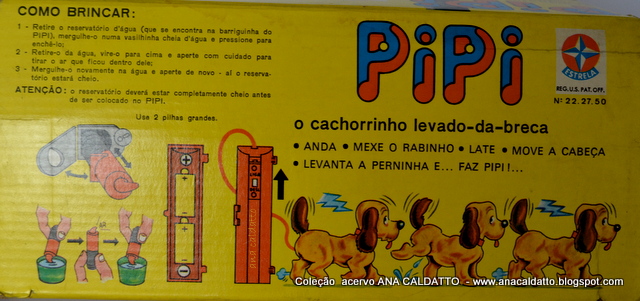 COMO BRINCAR:
1 - Retire o reservatório d'água (que se encontra na barriguinha do
PIPI), mergulhe-o numa vasilhinha cheia d'água e pressione para
enchê-lo;
2 - Retire-o da água, vire-o para cima e aperte com cuidado para
tirar o ar que ficou dentro dele;
3 - Mergulhe-o novamente na água e aperte de novo - aí o reserva-
tório estará cheio.
ATENÇÃO: o reservatório deverá estar completamente cheio antes
de ser colocado no PIPI.
Use 2 pilhas grandes.
PiPi
ESTRELA
REG. U.S. PAT. OFF.
Nº 22.27.50
o cachorrinho levado-da-breca
• ANDA • MEXE O RABINHO • LATE • MOVE A CABEÇA
• LEVANTA A PERNINHA E... FAZ PIPI!...
Coleção acervo ANA CALDATTO - www.anacaldatto.blogspot.com